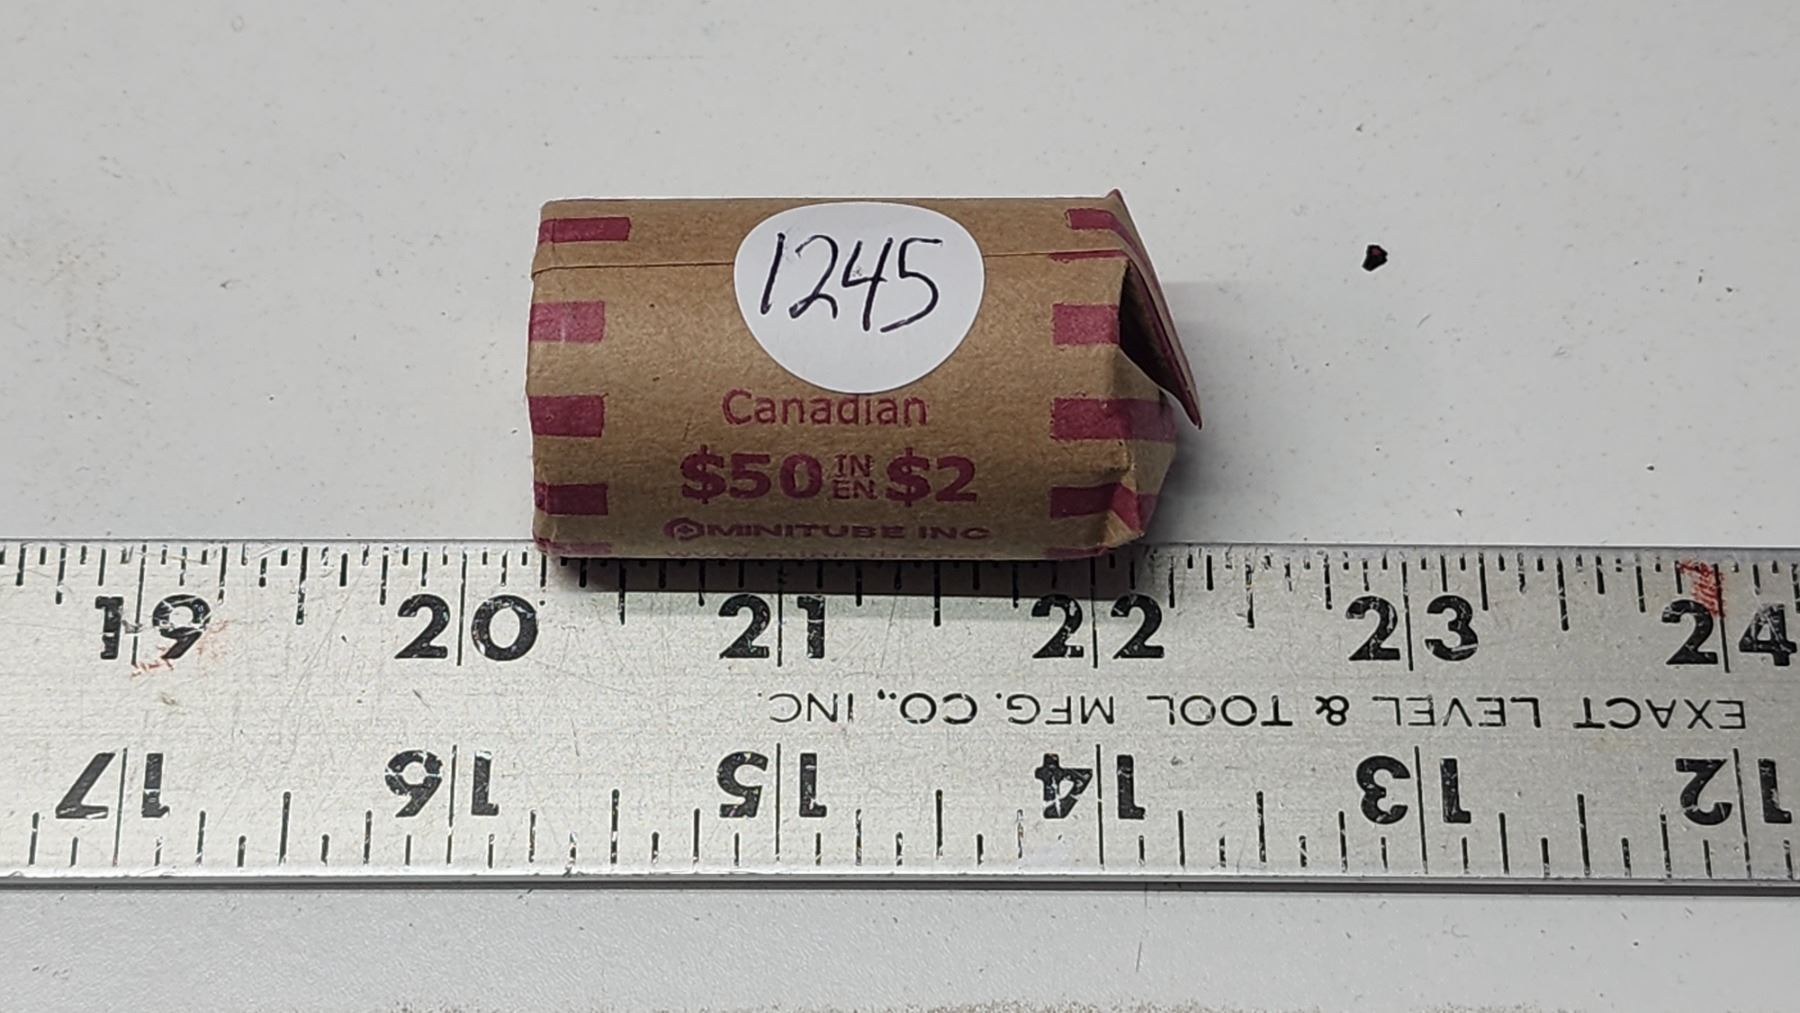 1245
Canadian
$50 IN EN $2
MINITUBE INC
19 20 21 22 23 24
EXACT LEVEL & TOOL MFG. CO., INC.
17 16 15 14 13 12